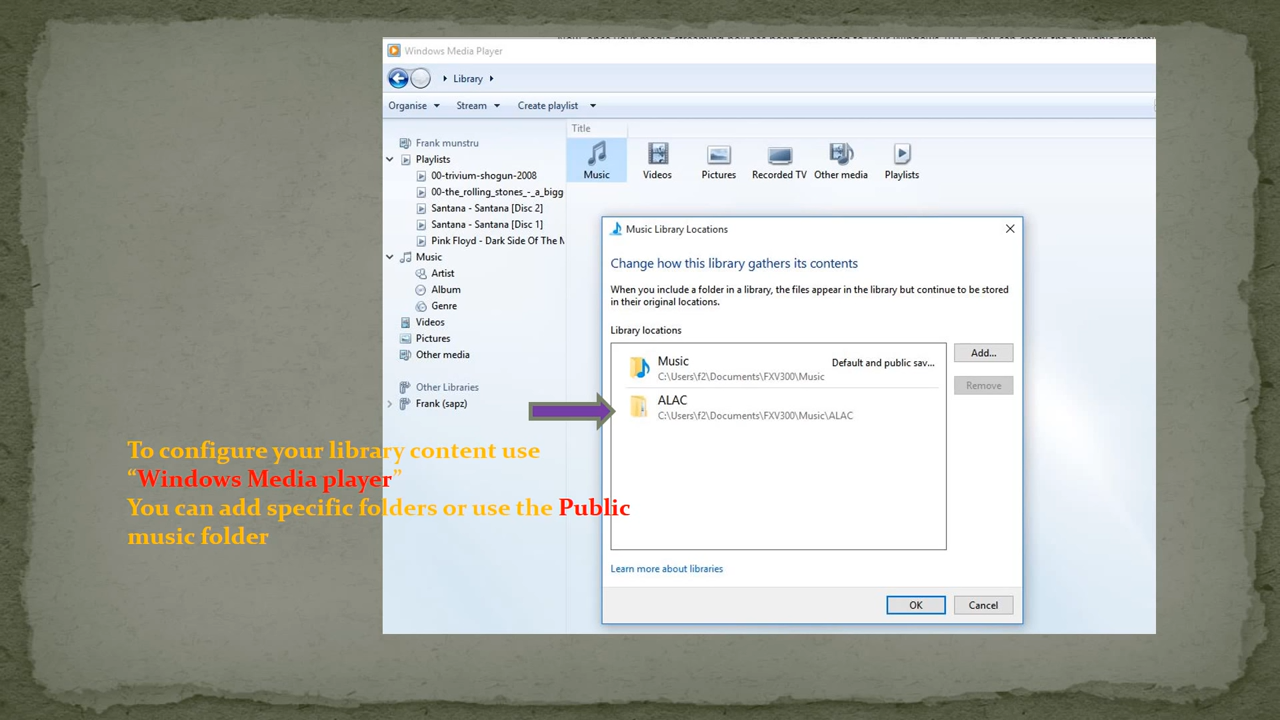 Windows Media Player
Library
Organise Stream Create playlist
Title
Frank munstru
Playlists
00-trivium-shogun-2008
00-the_rolling_stones_-_a_bigg
Santana - Santana [Disc 2]
Santana - Santana [Disc 1]
Pink Floyd - Dark Side Of The M
Music
Artist
Album
Genre
Videos
Pictures
Other media
Other Libraries
Frank (sapz)
Music Videos Pictures Recorded TV Other media Playlists
Music Library Locations
Change how this library gathers its contents
When you include a folder in a library, the files appear in the library but continue to be stored
in their original locations.
Library locations
Music Default and public sav...
C:\Users\f2\Documents\FXV300\Music
ALAC
C:\Users\f2\Documents\FXV300\Music\ALAC
Add...
Remove
Learn more about libraries
OK Cancel
To configure your library content use
“Windows Media player”
You can add specific folders or use the Public
music folder